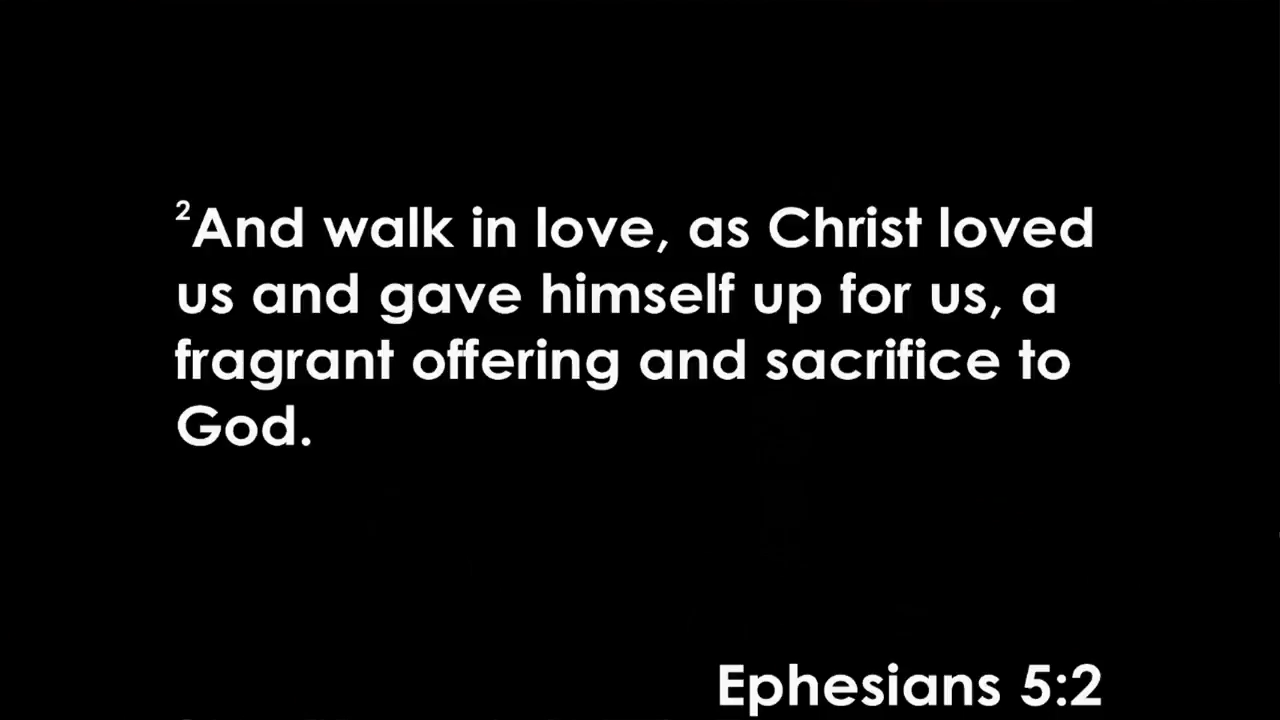 ²And walk in love, as Christ loved
us and gave himself up for us, a
fragrant offering and sacrifice to
God.
Ephesians 5:2